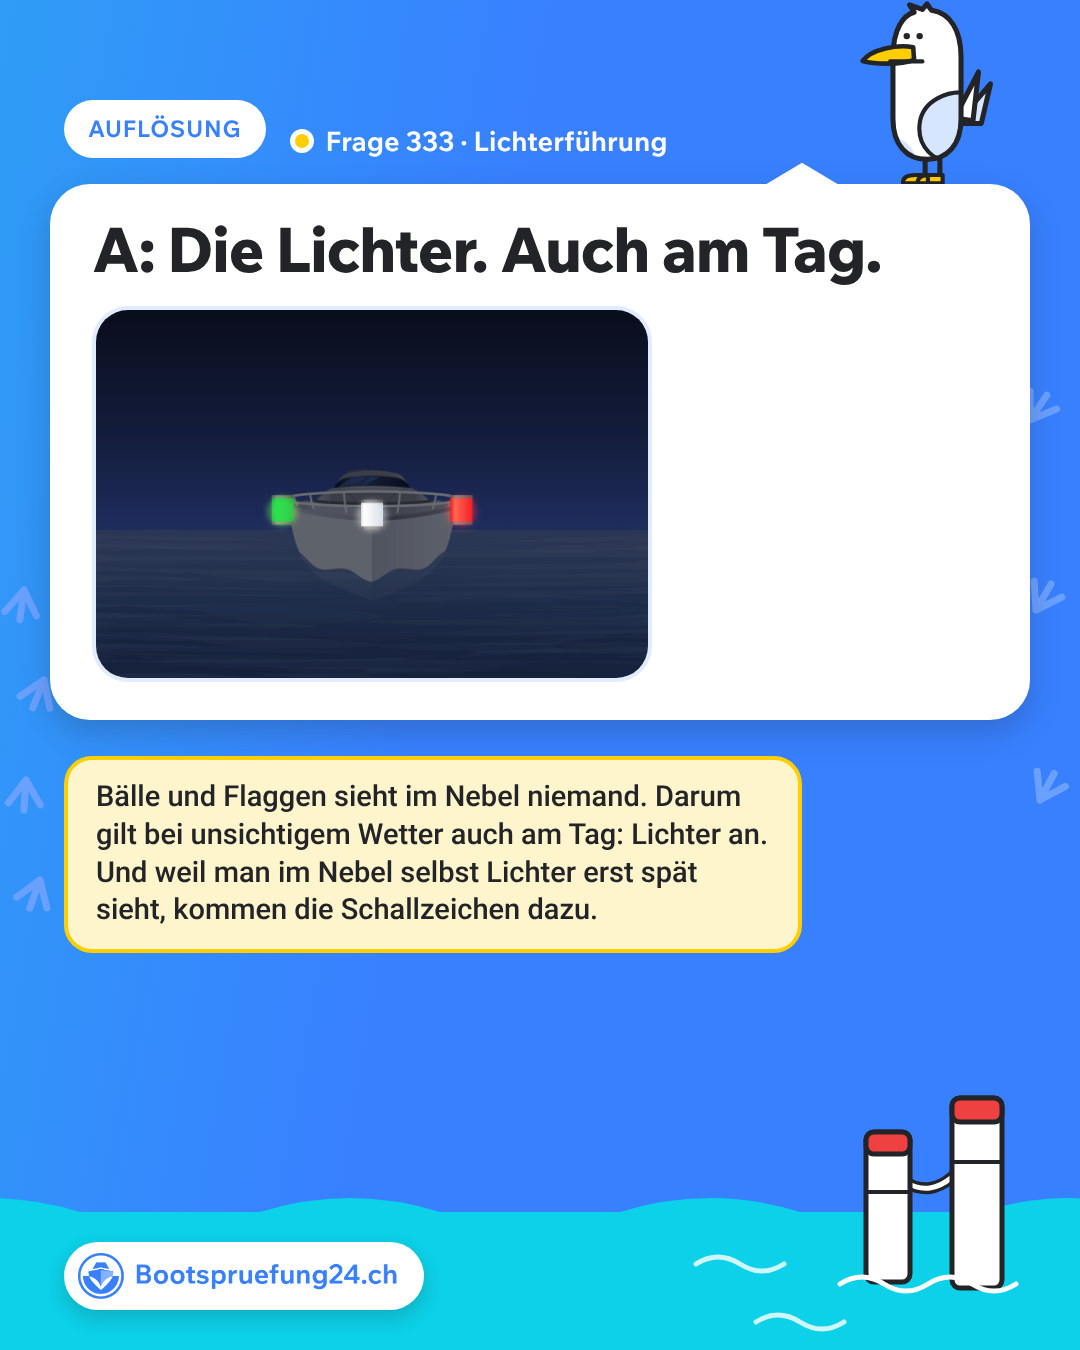 AUFLÖSUNG
Frage 333 · Lichterführung
A: Die Lichter. Auch am Tag.
Bälle und Flaggen sieht im Nebel niemand. Darum
gilt bei unsichtigem Wetter auch am Tag: Lichter an.
Und weil man im Nebel selbst Lichter erst spät
sieht, kommen die Schallzeichen dazu.
Bootspruefung24.ch